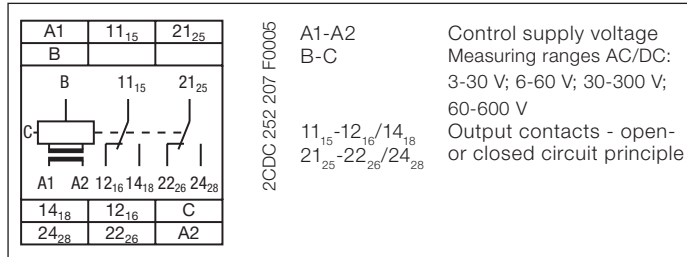 A1 11₁₅ 21₂₅
B
B 11₁₅ 21₂₅
C
A1 A2 12₁₆ 14₁₈ 22₂₆ 24₂₈
14₁₈ 12₁₆ C
24₂₈ 22₂₆ A2
2CDC 252 207 F0005
A1-A2 Control supply voltage
B-C Measuring ranges AC/DC:
3-30 V; 6-60 V; 30-300 V;
60-600 V
11₁₅-12₁₆/14₁₈ Output contacts - open-
21₂₅-22₂₆/24₂₈ or closed circuit principle